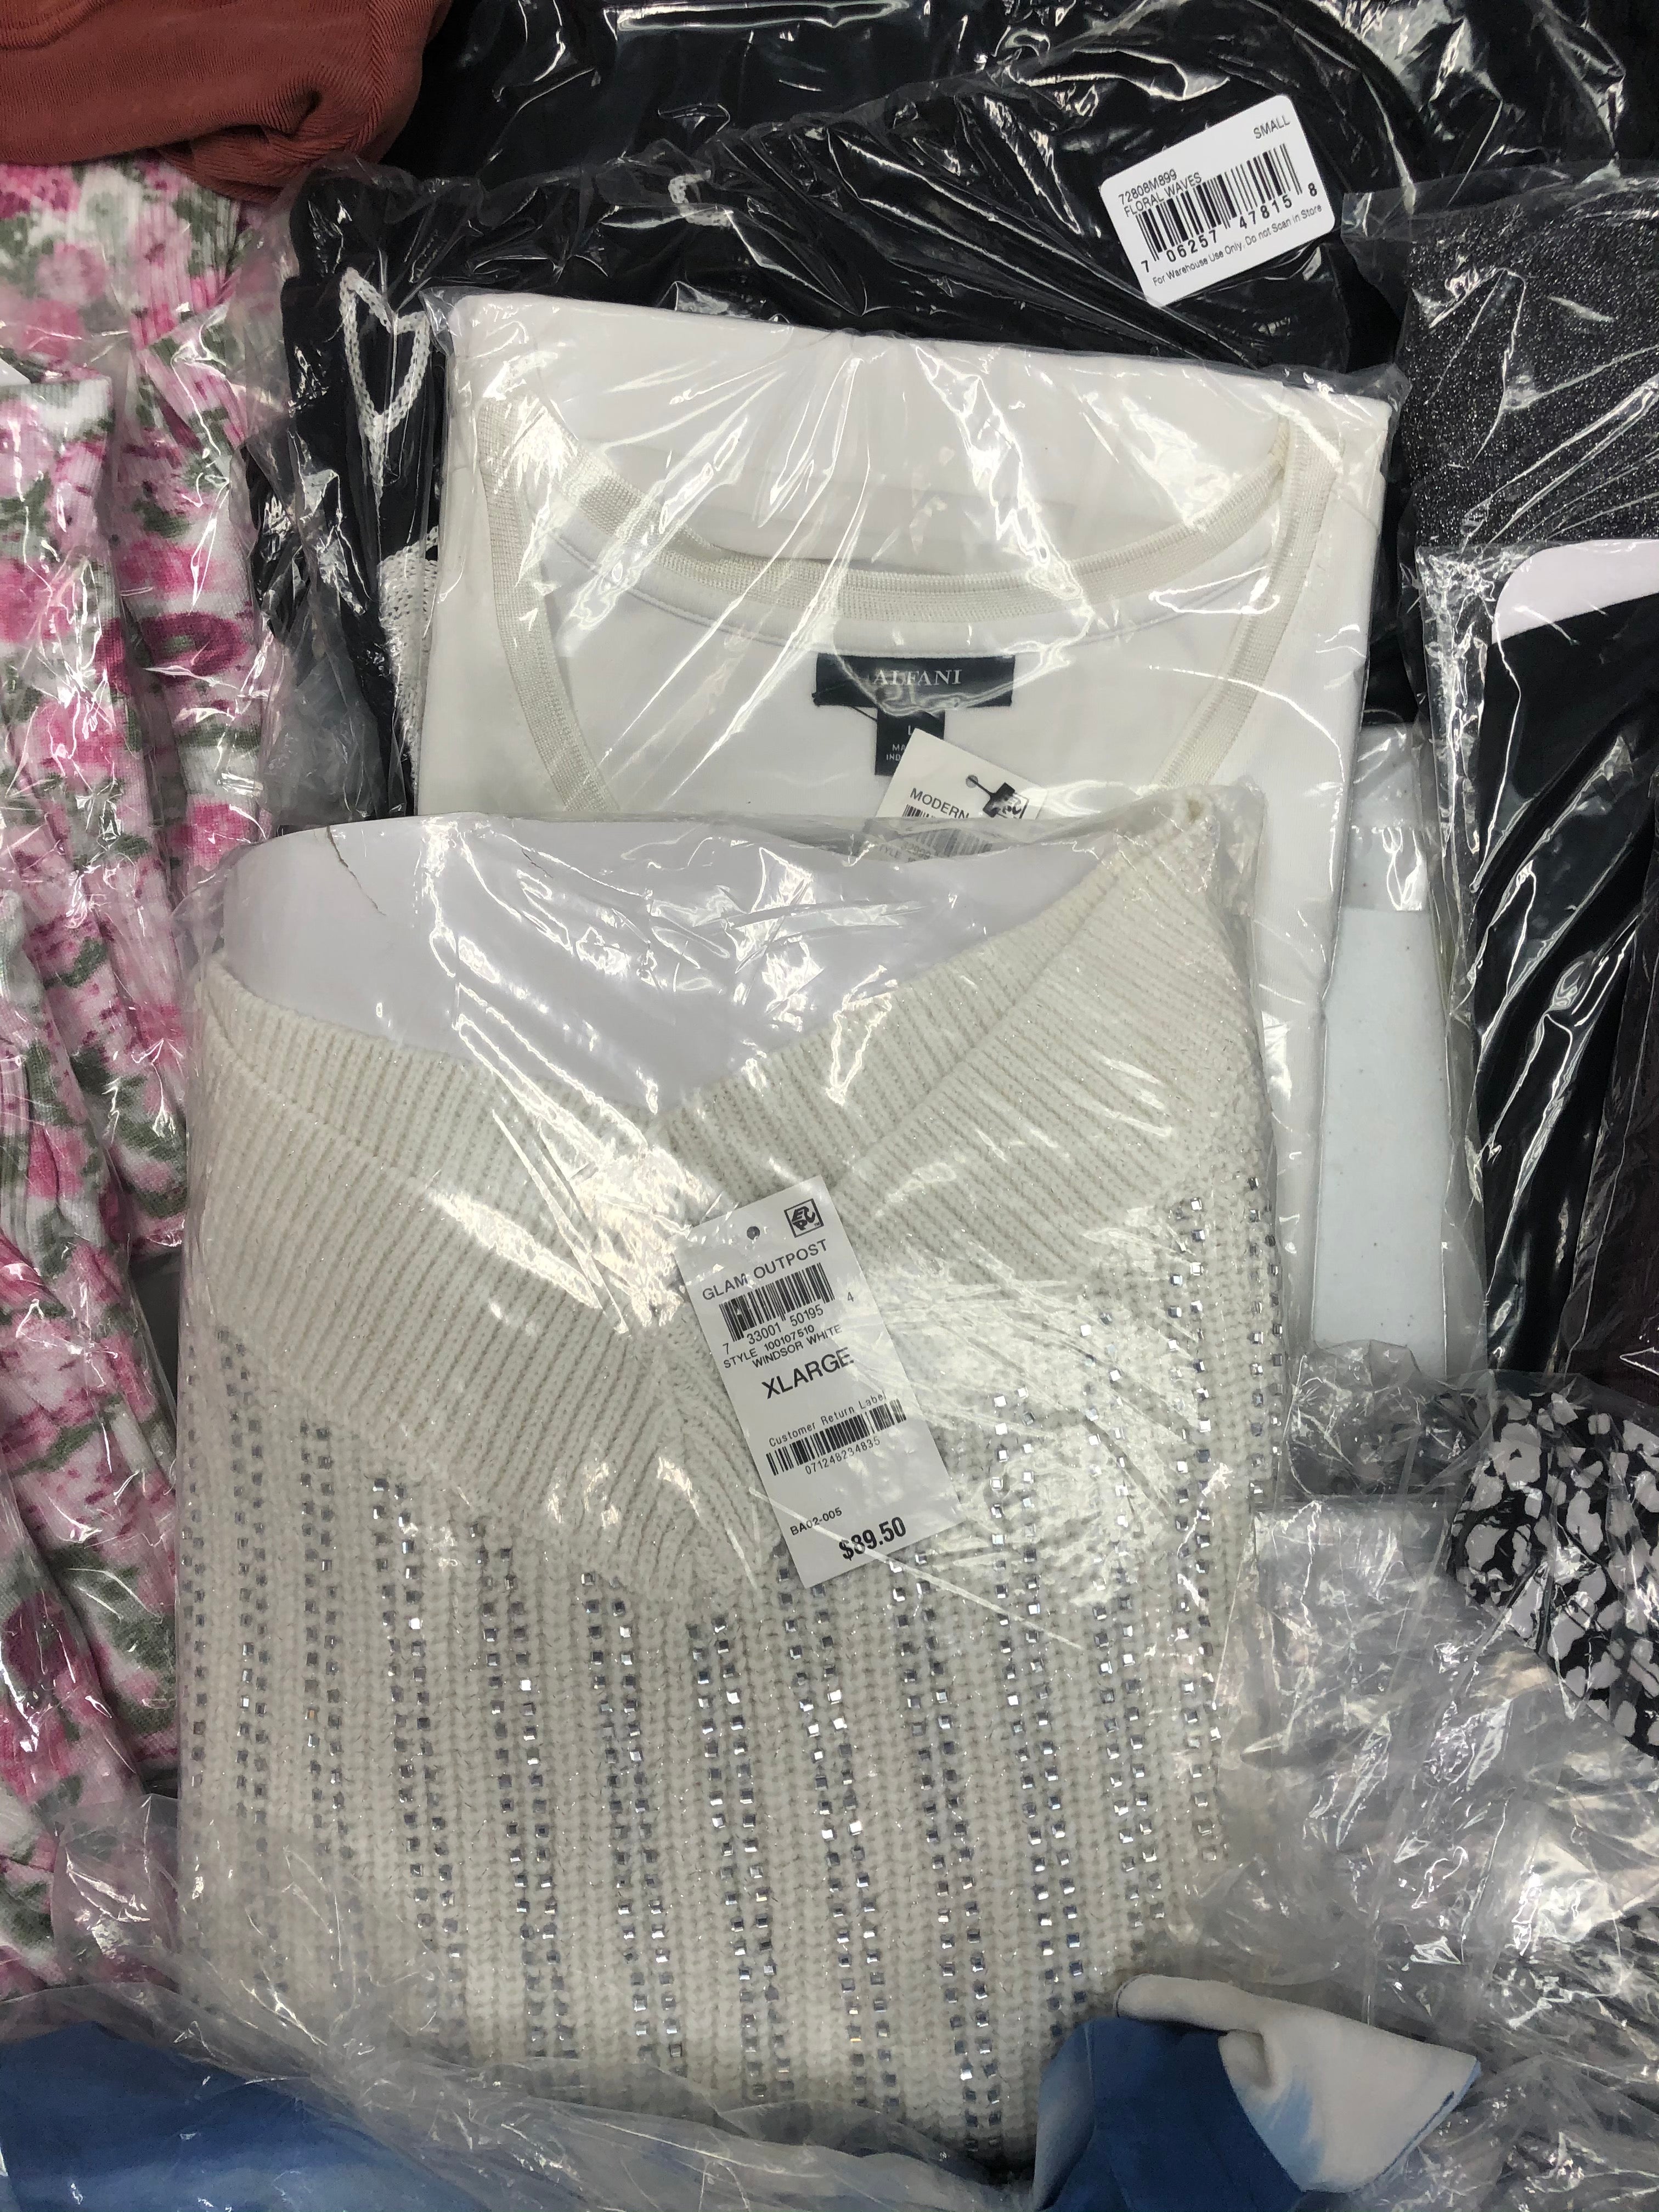 SMALL
72808M899
FLORAL WAVES
7 06257 47815 8
For Warehouse Use Only. Do not Scan in Store
ALFANI
L
MODERN
STYLE
GLAM OUTPOST
7 33001 50195 4
STYLE 100107510
WINDSOR WHITE
XLARGE
Customer Return Label
071248234835
BA02-005
$89.50